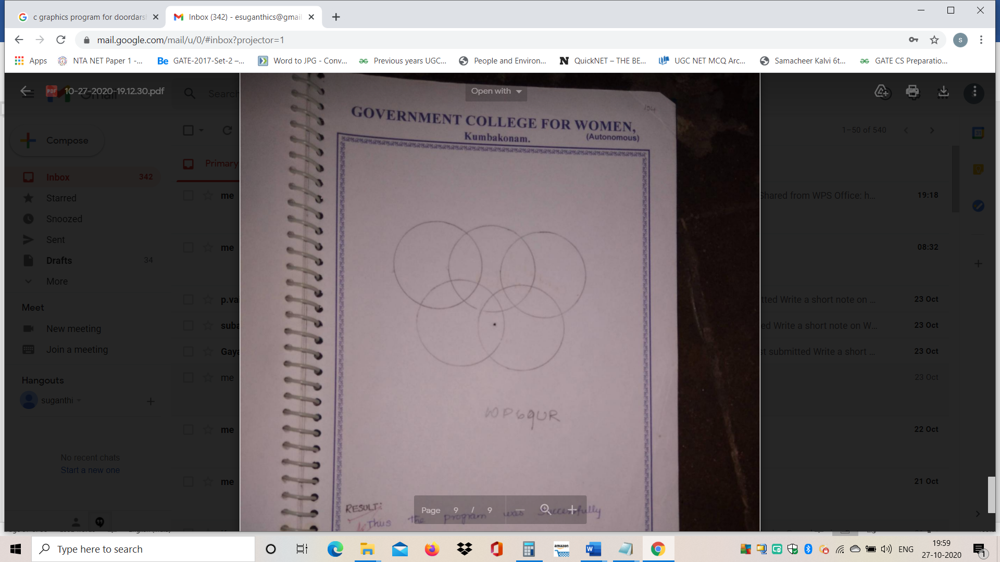 c graphics program for doordars
Inbox (342) - esuganthics@gmai
mail.google.com/mail/u/0/#inbox?projector=1
S
Apps
NTA NET Paper 1 -...
GATE-2017-Set-2 –...
Word to JPG - Conv...
Previous years UGC...
People and Environ...
QuickNET – THE BE...
UGC NET MCQ Arc...
Samacheer Kalvi 6t...
GATE CS Preparatio...
10-27-2020-19.12.30.pdf
Gmail
Search
Open with
Compose
1–50 of 540
Primary
Inbox 342
Starred
Snoozed
Sent
Drafts 34
More
Meet
New meeting
Join a meeting
Hangouts
suganthi
No recent chats
Start a new one
me Shared from WPS Office: h... 19:18
me 08:32
p.va tted Write a short note on ... 23 Oct
suba ed Write a short note on W... 23 Oct
Gaya st submitted Write a short ... 23 Oct
me 23 Oct
me 22 Oct
me 21 Oct
104
GOVERNMENT COLLEGE FOR WOMEN,
Kumbakonam.
(Autonomous)
RESULT:
Thus the program was Successfully
Page 9 / 9
Type here to search
ENG
19:59
27-10-2020
1